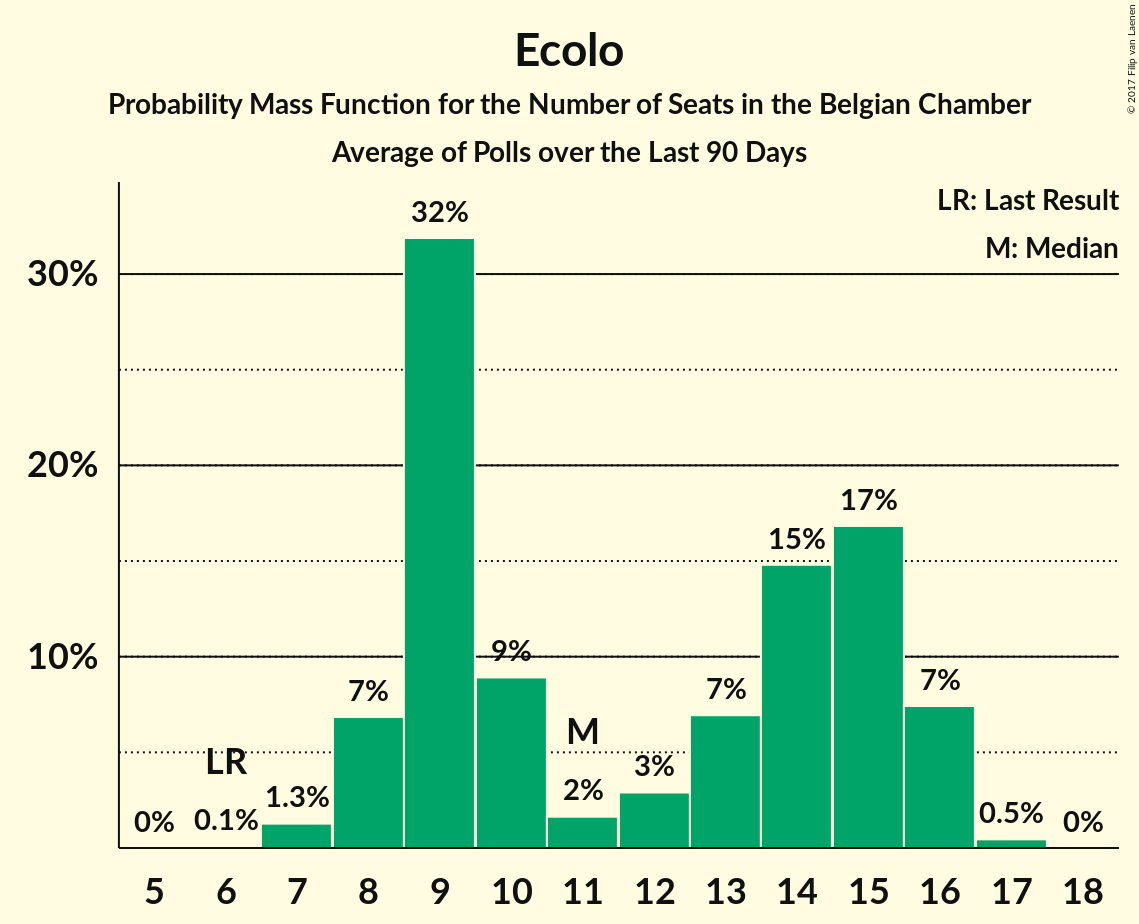 © 2017 Filip van Laenen
Ecolo
Probability Mass Function for the Number of Seats in the Belgian Chamber
Average of Polls over the Last 90 Days
LR: Last Result
M: Median
30%
20%
10%
0%
0.1%
LR
1.3%
7%
32%
9%
2%
M
3%
7%
15%
17%
7%
0.5%
0%
5 6 7 8 9 10 11 12 13 14 15 16 17 18